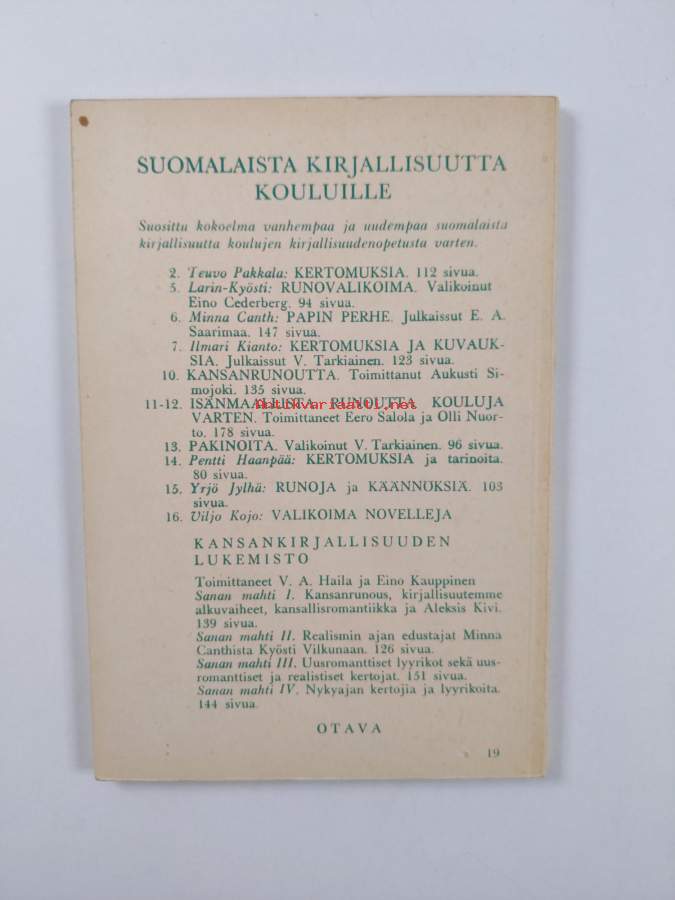 SUOMALAISTA KIRJALLISUUTTA
KOULUILLE
Suosittu kokoelma vanhempaa ja uudempaa suomalaista
kirjallisuutta koulujen kirjallisuudenopetusta varten.
2. Teuvo Pakkala: KERTOMUKSIA. 112 sivua.
5. Larin-Kyösti: RUNOVALIKOIMA. Valikoinut
Eino Cederberg. 94 sivua.
6. Minna Canth: PAPIN PERHE. Julkaissut E. A.
Saarimaa. 147 sivua.
7. Ilmari Kianto: KERTOMUKSIA JA KUVAUK-
SIA. Julkaissut V. Tarkiainen. 123 sivua.
10. KANSANRUNOUTTA. Toimittanut Aukusti Si-
mojoki. 135 sivua.
11-12. ISÄNMAALLISTA RUNOUTTA KOULUJA
Antikvariaatti.net
VARTEN. Toimittaneet Eero Salola ja Olli Nuor-
to. 178 sivua.
13. PAKINOITA. Valikoinut V. Tarkiainen. 96 sivua.
14. Pentti Haanpää: KERTOMUKSIA ja tarinoita.
80 sivua.
15. Yrjö Jylhä: RUNOJA ja KÄÄNNÖKSIÄ. 103
sivua.
16. Viljo Kojo: VALIKOIMA NOVELLEJA
KANSANKIRJALLISUUDEN
LUKEMISTO
Toimittaneet V. A. Haila ja Eino Kauppinen
Sanan mahti I. Kansanrunous, kirjallisuutemme
alkuvaiheet, kansallisromantiikka ja Aleksis Kivi.
139 sivua.
Sanan mahti II. Realismin ajan edustajat Minna
Canthista Kyösti Vilkunaan. 126 sivua.
Sanan mahti III. Uusromanttiset lyyrikot sekä uus-
romanttiset ja realistiset kertojat. 151 sivua.
Sanan mahti IV. Nykyajan kertojia ja lyyrikoita.
144 sivua.
OTAVA
19